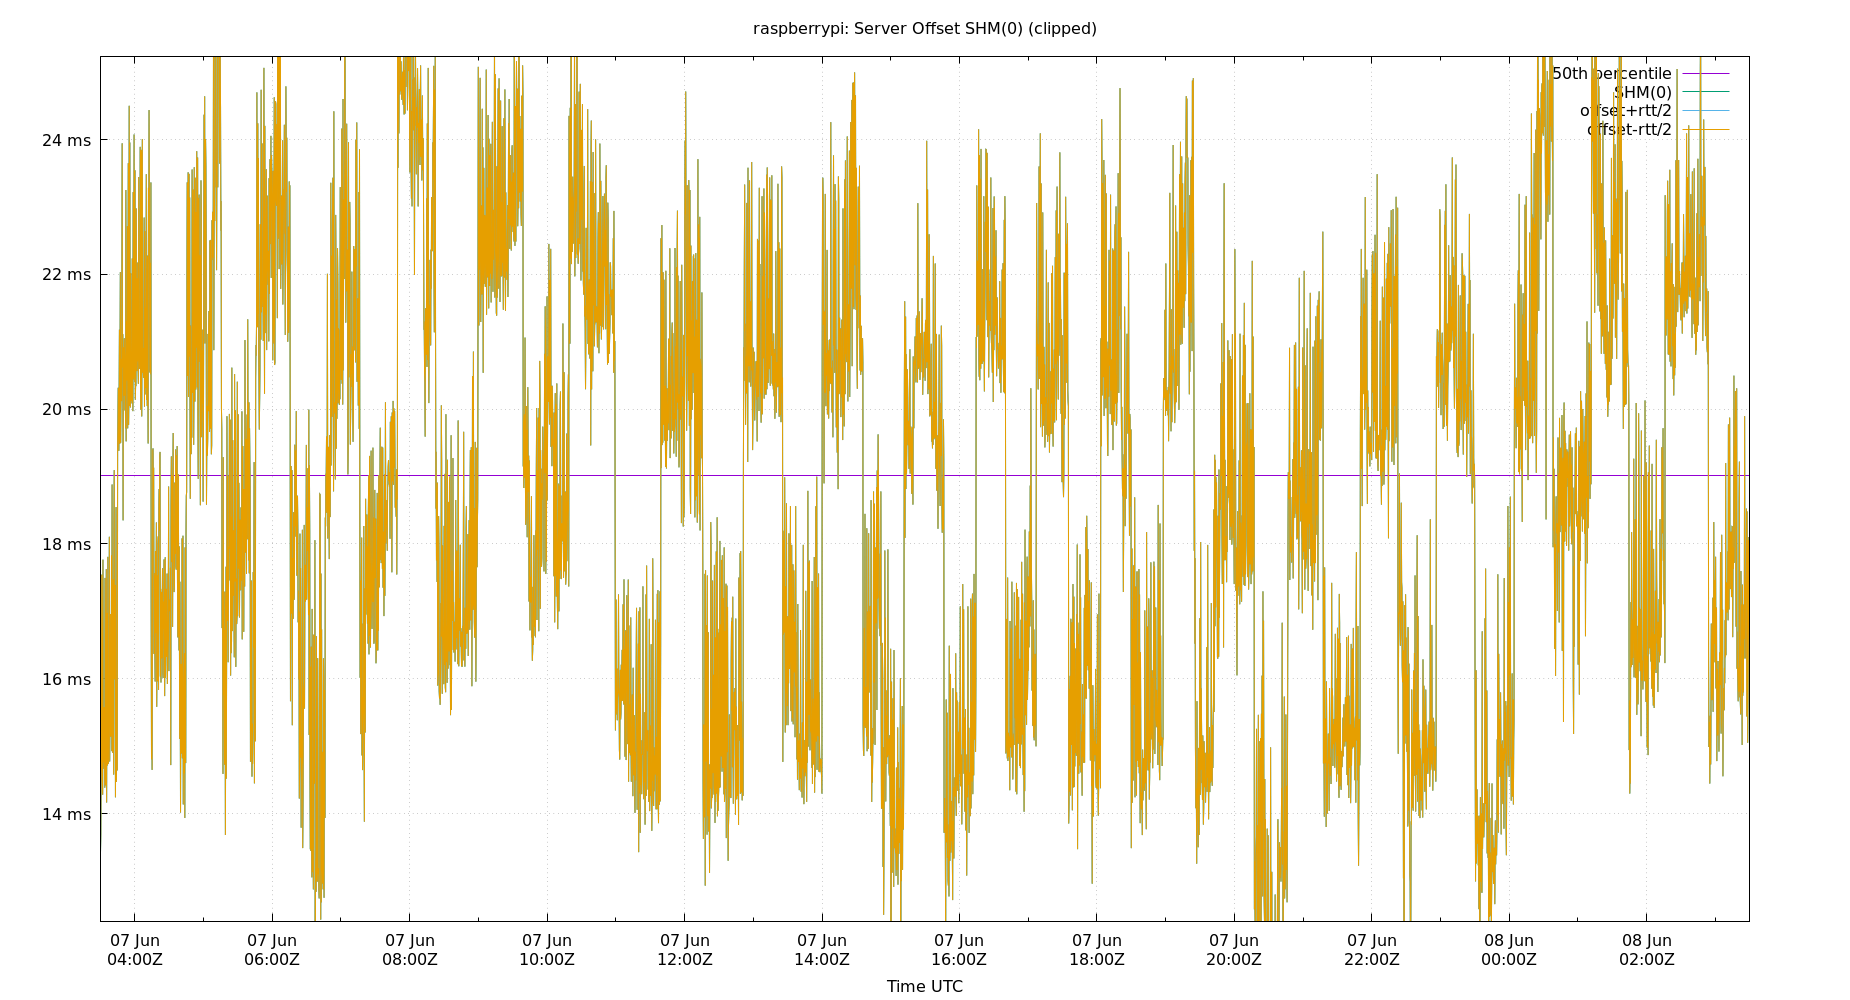 raspberrypi: Server Offset SHM(0) (clipped)
50th percentile
SHM(0)
offset+rtt/2
offset-rtt/2
24 ms
22 ms
20 ms
18 ms
16 ms
14 ms
07 Jun 07 Jun 07 Jun 07 Jun 07 Jun 07 Jun 07 Jun 07 Jun 07 Jun 07 Jun 08 Jun 08 Jun
04:00Z 06:00Z 08:00Z 10:00Z 12:00Z 14:00Z 16:00Z 18:00Z 20:00Z 22:00Z 00:00Z 02:00Z
Time UTC